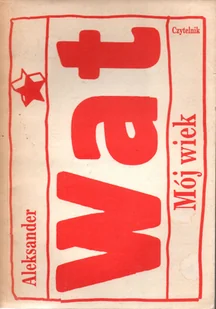 Czytelnik
Aleksander
Wat
Mój wiek